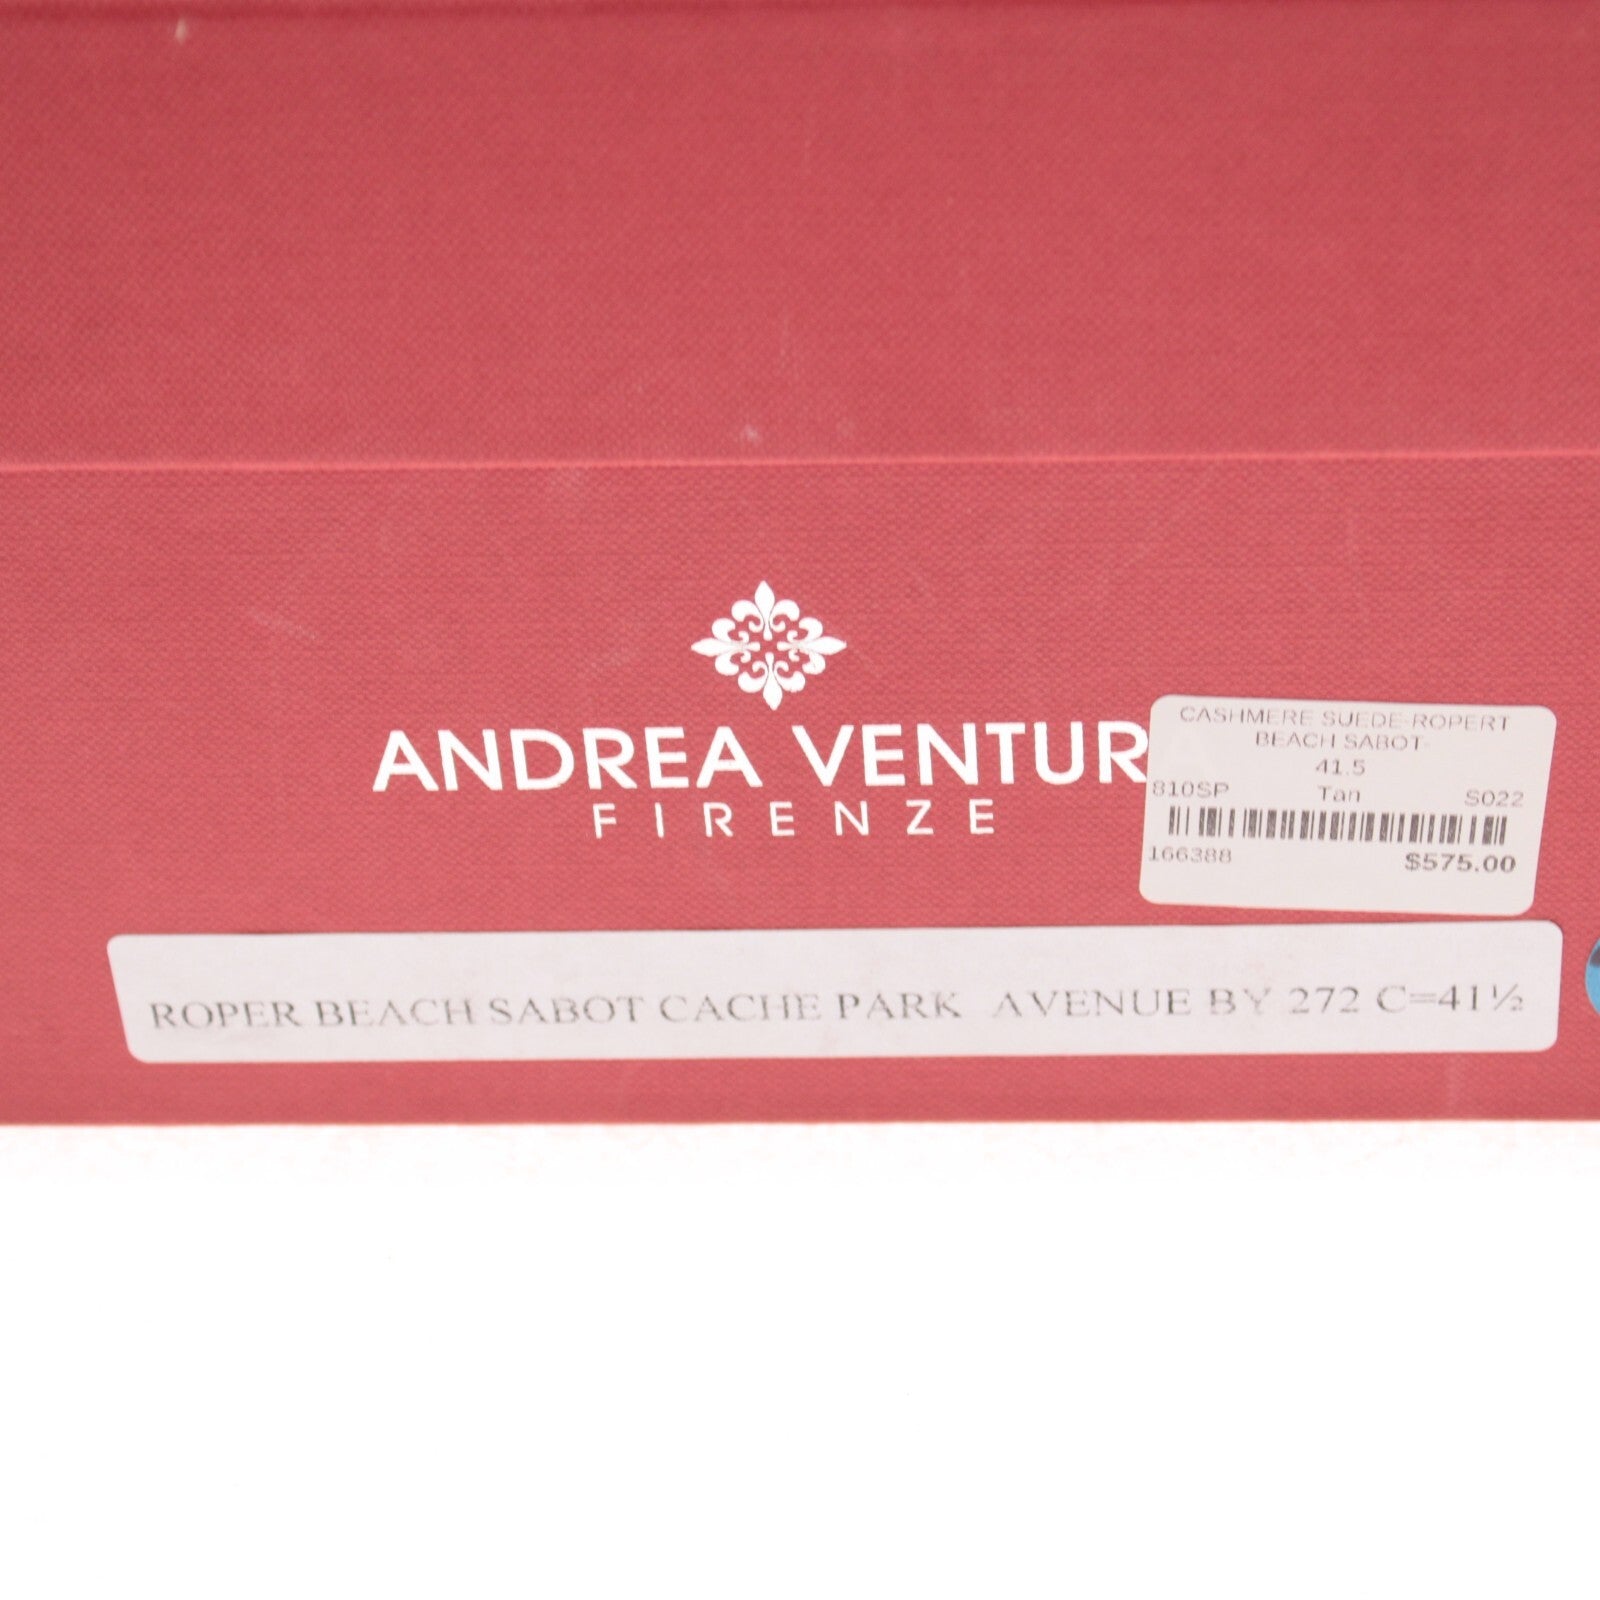 ANDREA VENTUR
FIRENZE
CASHMERE SUEDE-ROPERT
BEACH SABOT-
41.5
810SP Tan S022
166388 $575.00
ROPER BEACH SABOT CACHE PARK AVENUE BY 272 C=41½